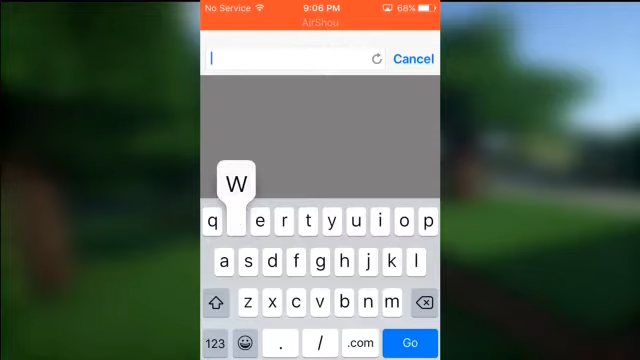 No Service 9:06 PM 68%
AirShou
Cancel
W
q e r t y u i o p
a s d f g h j k l
z x c v b n m
123 . / .com Go